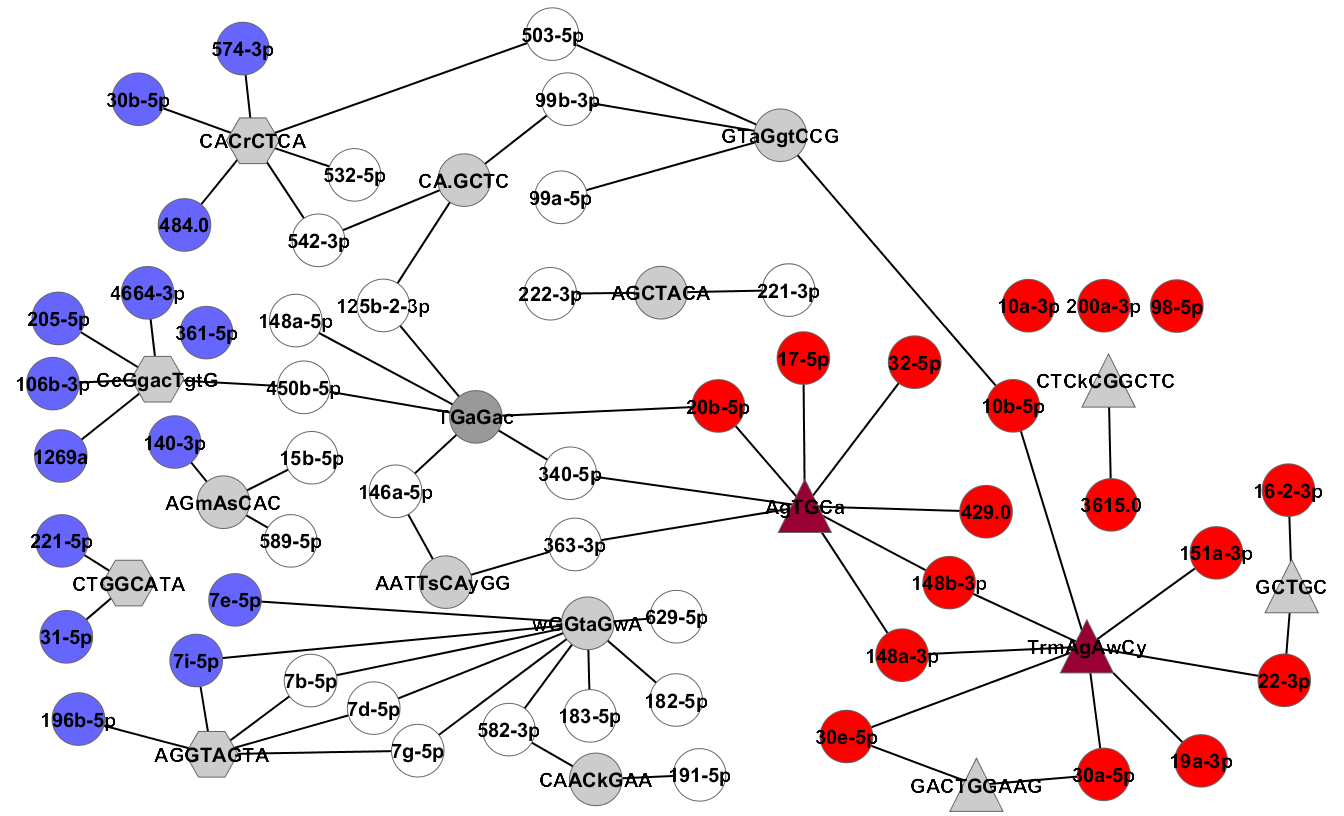 503-5p
574-3p
30b-5p
99b-3p
CACrCTCA
GTaGgtCCG
532-5p
CA.GCTC
99a-5p
484.0
542-3p
4664-3p
222-3p
AGCTACA
221-3p
125b-2-3p
10a-3p
200a-3p
98-5p
205-5p
148a-5p
361-5p
17-5p
32-5p
CcGgacTgtG
106b-3p
450b-5p
CTCkCGGCTC
20b-5p
10b-5p
TGaGac
140-3p
15b-5p
1269a
340-5p
146a-5p
16-2-3p
AGmAsCAC
AgTGCa
3615.0
429.0
221-5p
589-5p
363-3p
151a-3p
CTGGCATA
AATTsCAyGG
148b-3p
GCTGC
7e-5p
wGGtaGwA
629-5p
31-5p
7i-5p
148a-3p
TrmAgAwCy
7b-5p
22-3p
182-5p
196b-5p
7d-5p
183-5p
582-3p
30e-5p
AGGTAGTA
7g-5p
19a-3p
CAACkGAA
191-5p
30a-5p
GACTGGAAG